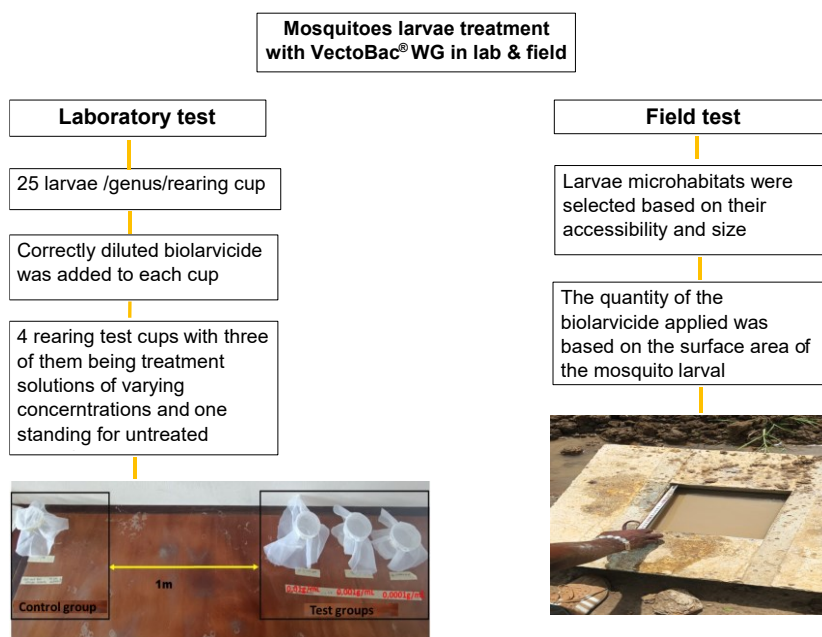 Mosquitoes larvae treatment
with VectoBac® WG in lab & field
Laboratory test
25 larvae /genus/rearing cup
Correctly diluted biolarvicide
was added to each cup
4 rearing test cups with three
of them being treatment
solutions of varying
concerntrations and one
standing for untreated
Control group
1m
0.001g/mL
0.0001g/mL
Test groups
Field test
Larvae microhabitats were
selected based on their
accessibility and size
The quantity of the
biolarvicide applied was
based on the surface area of
the mosquito larval